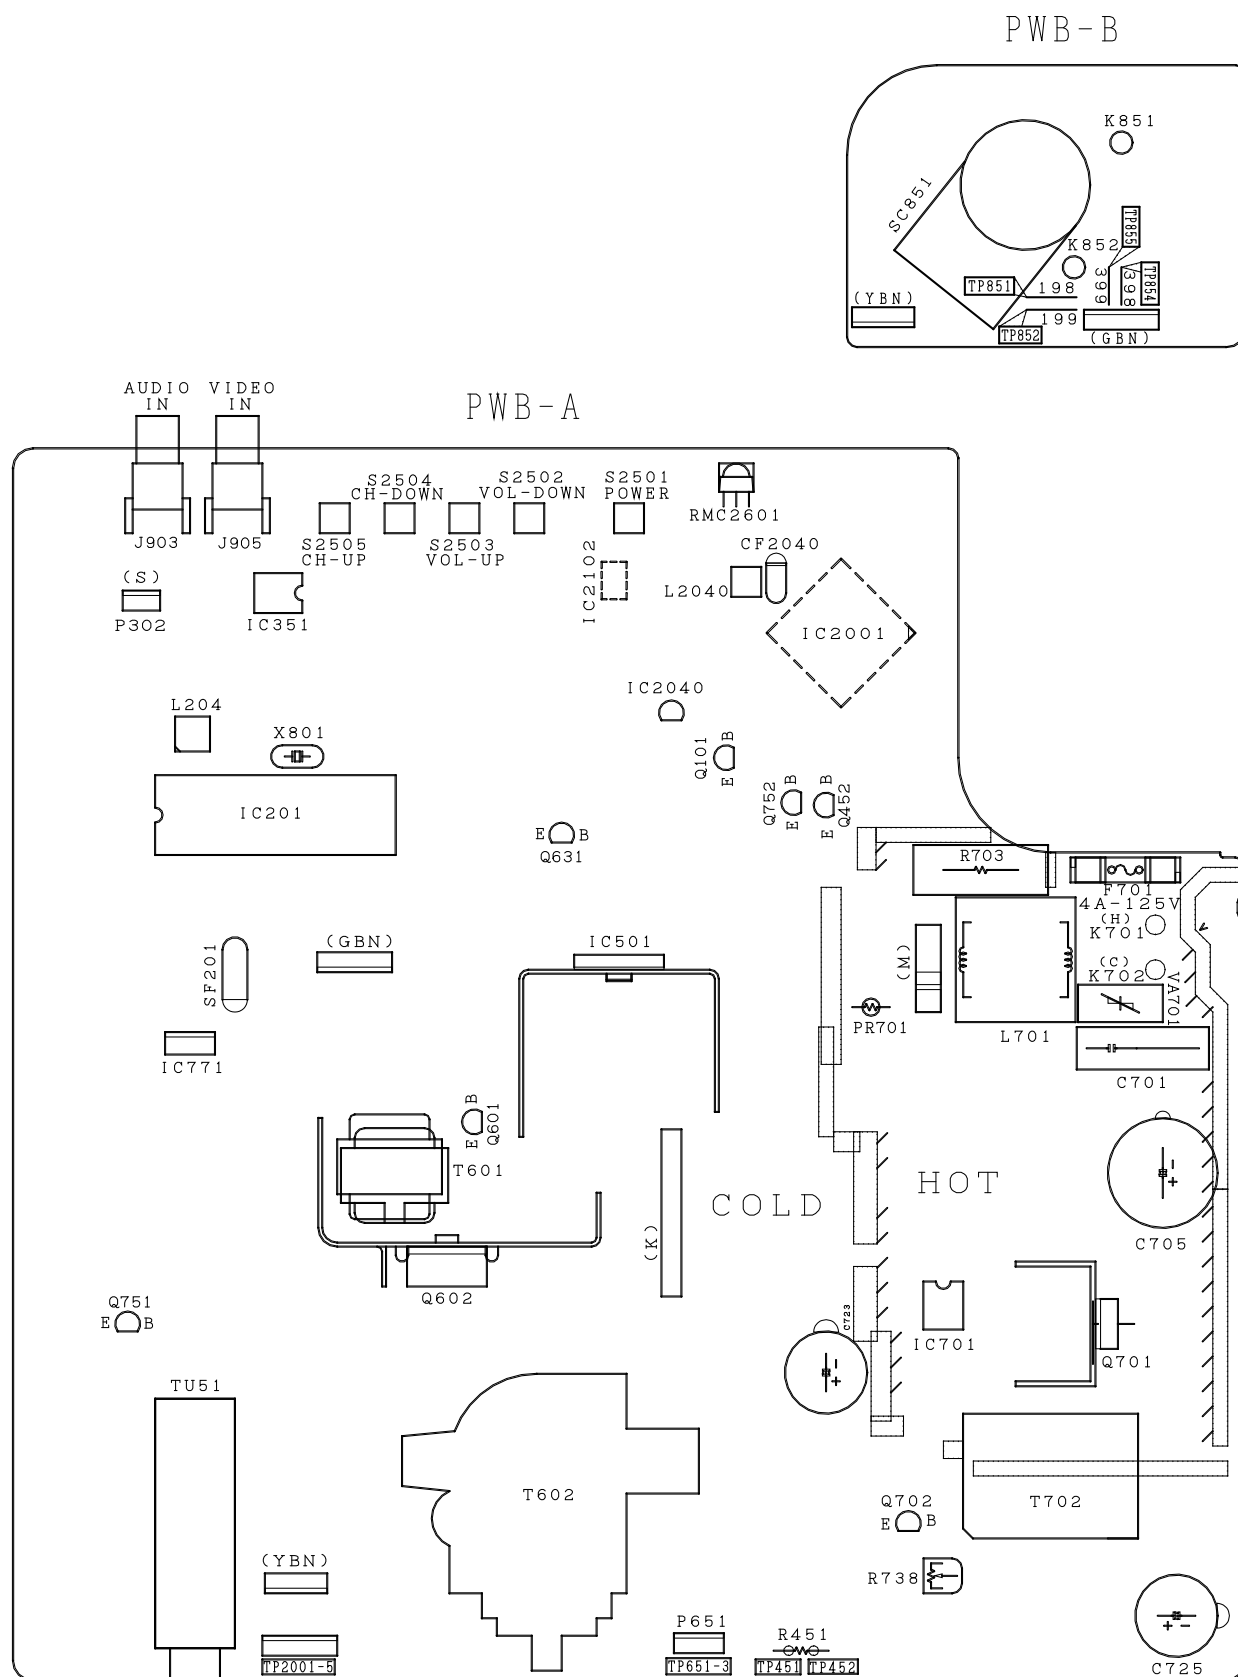 PWB-B
K851
SC851
TP855
K852
TP851
198
399
398
TP854
(YBN)
199
TP852
(GBN)
AUDIO IN
VIDEO IN
PWB-A
S2504 CH-DOWN
S2502 VOL-DOWN
S2501 POWER
RMC2601
J903
J905
S2505 CH-UP
S2503 VOL-UP
CF2040
(S)
P302
IC351
IC2102
L2040
IC2001
IC2040
L204
X801
Q101
B
E
IC201
Q752
B
E
Q452
B
E
E
B
Q631
R703
F701
4A-125V
(H)
K701
(C)
K702
VA701
(GBN)
IC501
SF201
(M)
PR701
L701
IC771
C701
B
E
Q601
T601
COLD
HOT
C705
-
+
(K)
Q602
Q751
E
B
C723
+ -
IC701
Q701
TU51
T602
T702
Q702
E
B
(YBN)
R738
P651
R451
TP2001-5
TP651-3
TP451
TP452
+ -
C725